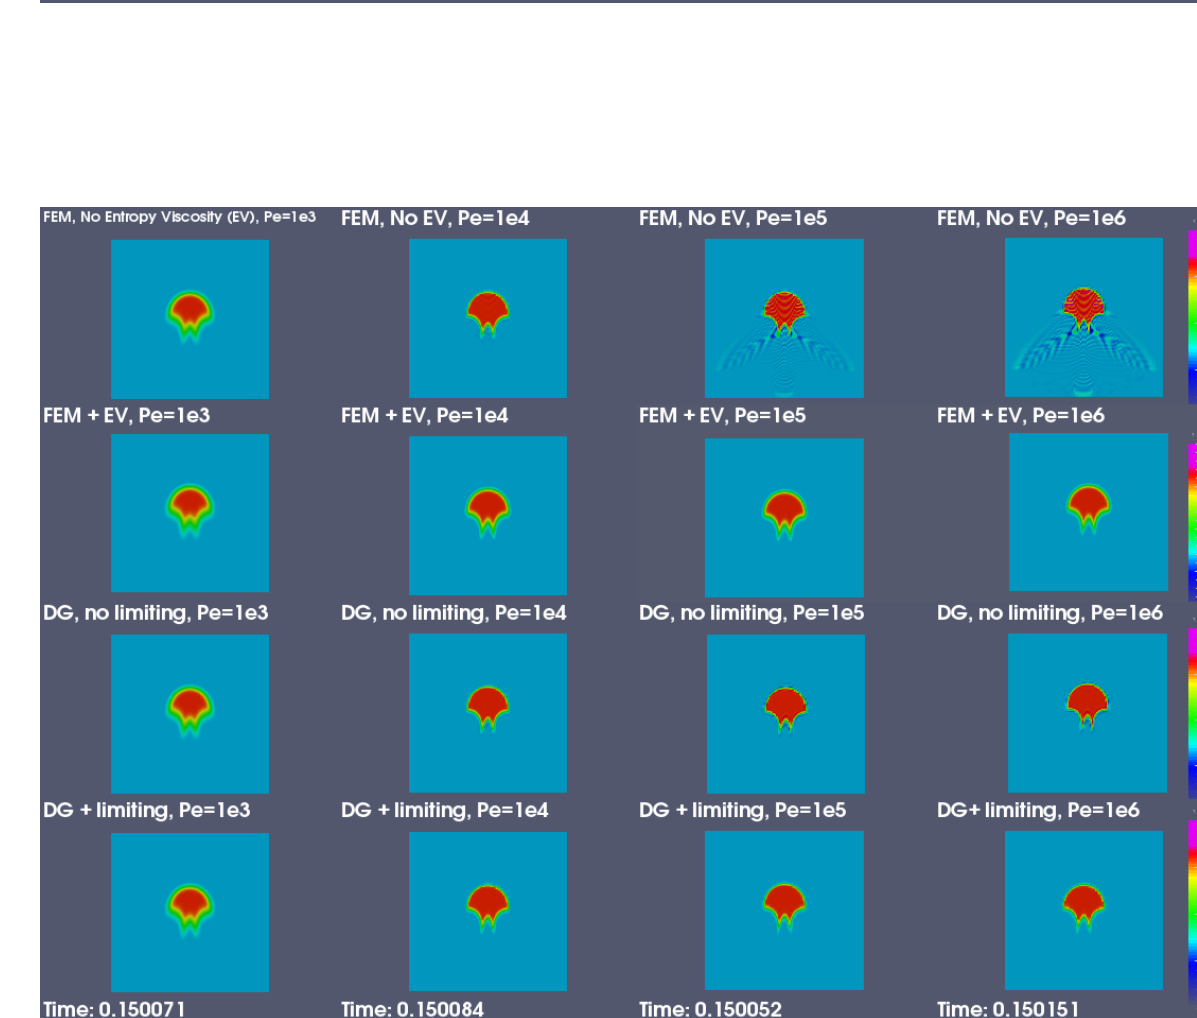 FEM, No Entropy Viscosity (EV), Pe=1e3
FEM, No EV, Pe=1e4
FEM, No EV, Pe=1e5
FEM, No EV, Pe=1e6
FEM + EV, Pe=1e3
FEM + EV, Pe=1e4
FEM + EV, Pe=1e5
FEM + EV, Pe=1e6
DG, no limiting, Pe=1e3
DG, no limiting, Pe=1e4
DG, no limiting, Pe=1e5
DG, no limiting, Pe=1e6
DG + limiting, Pe=1e3
DG + limiting, Pe=1e4
DG + limiting, Pe=1e5
DG+ limiting, Pe=1e6
Time: 0.150071
Time: 0.150084
Time: 0.150052
Time: 0.150151